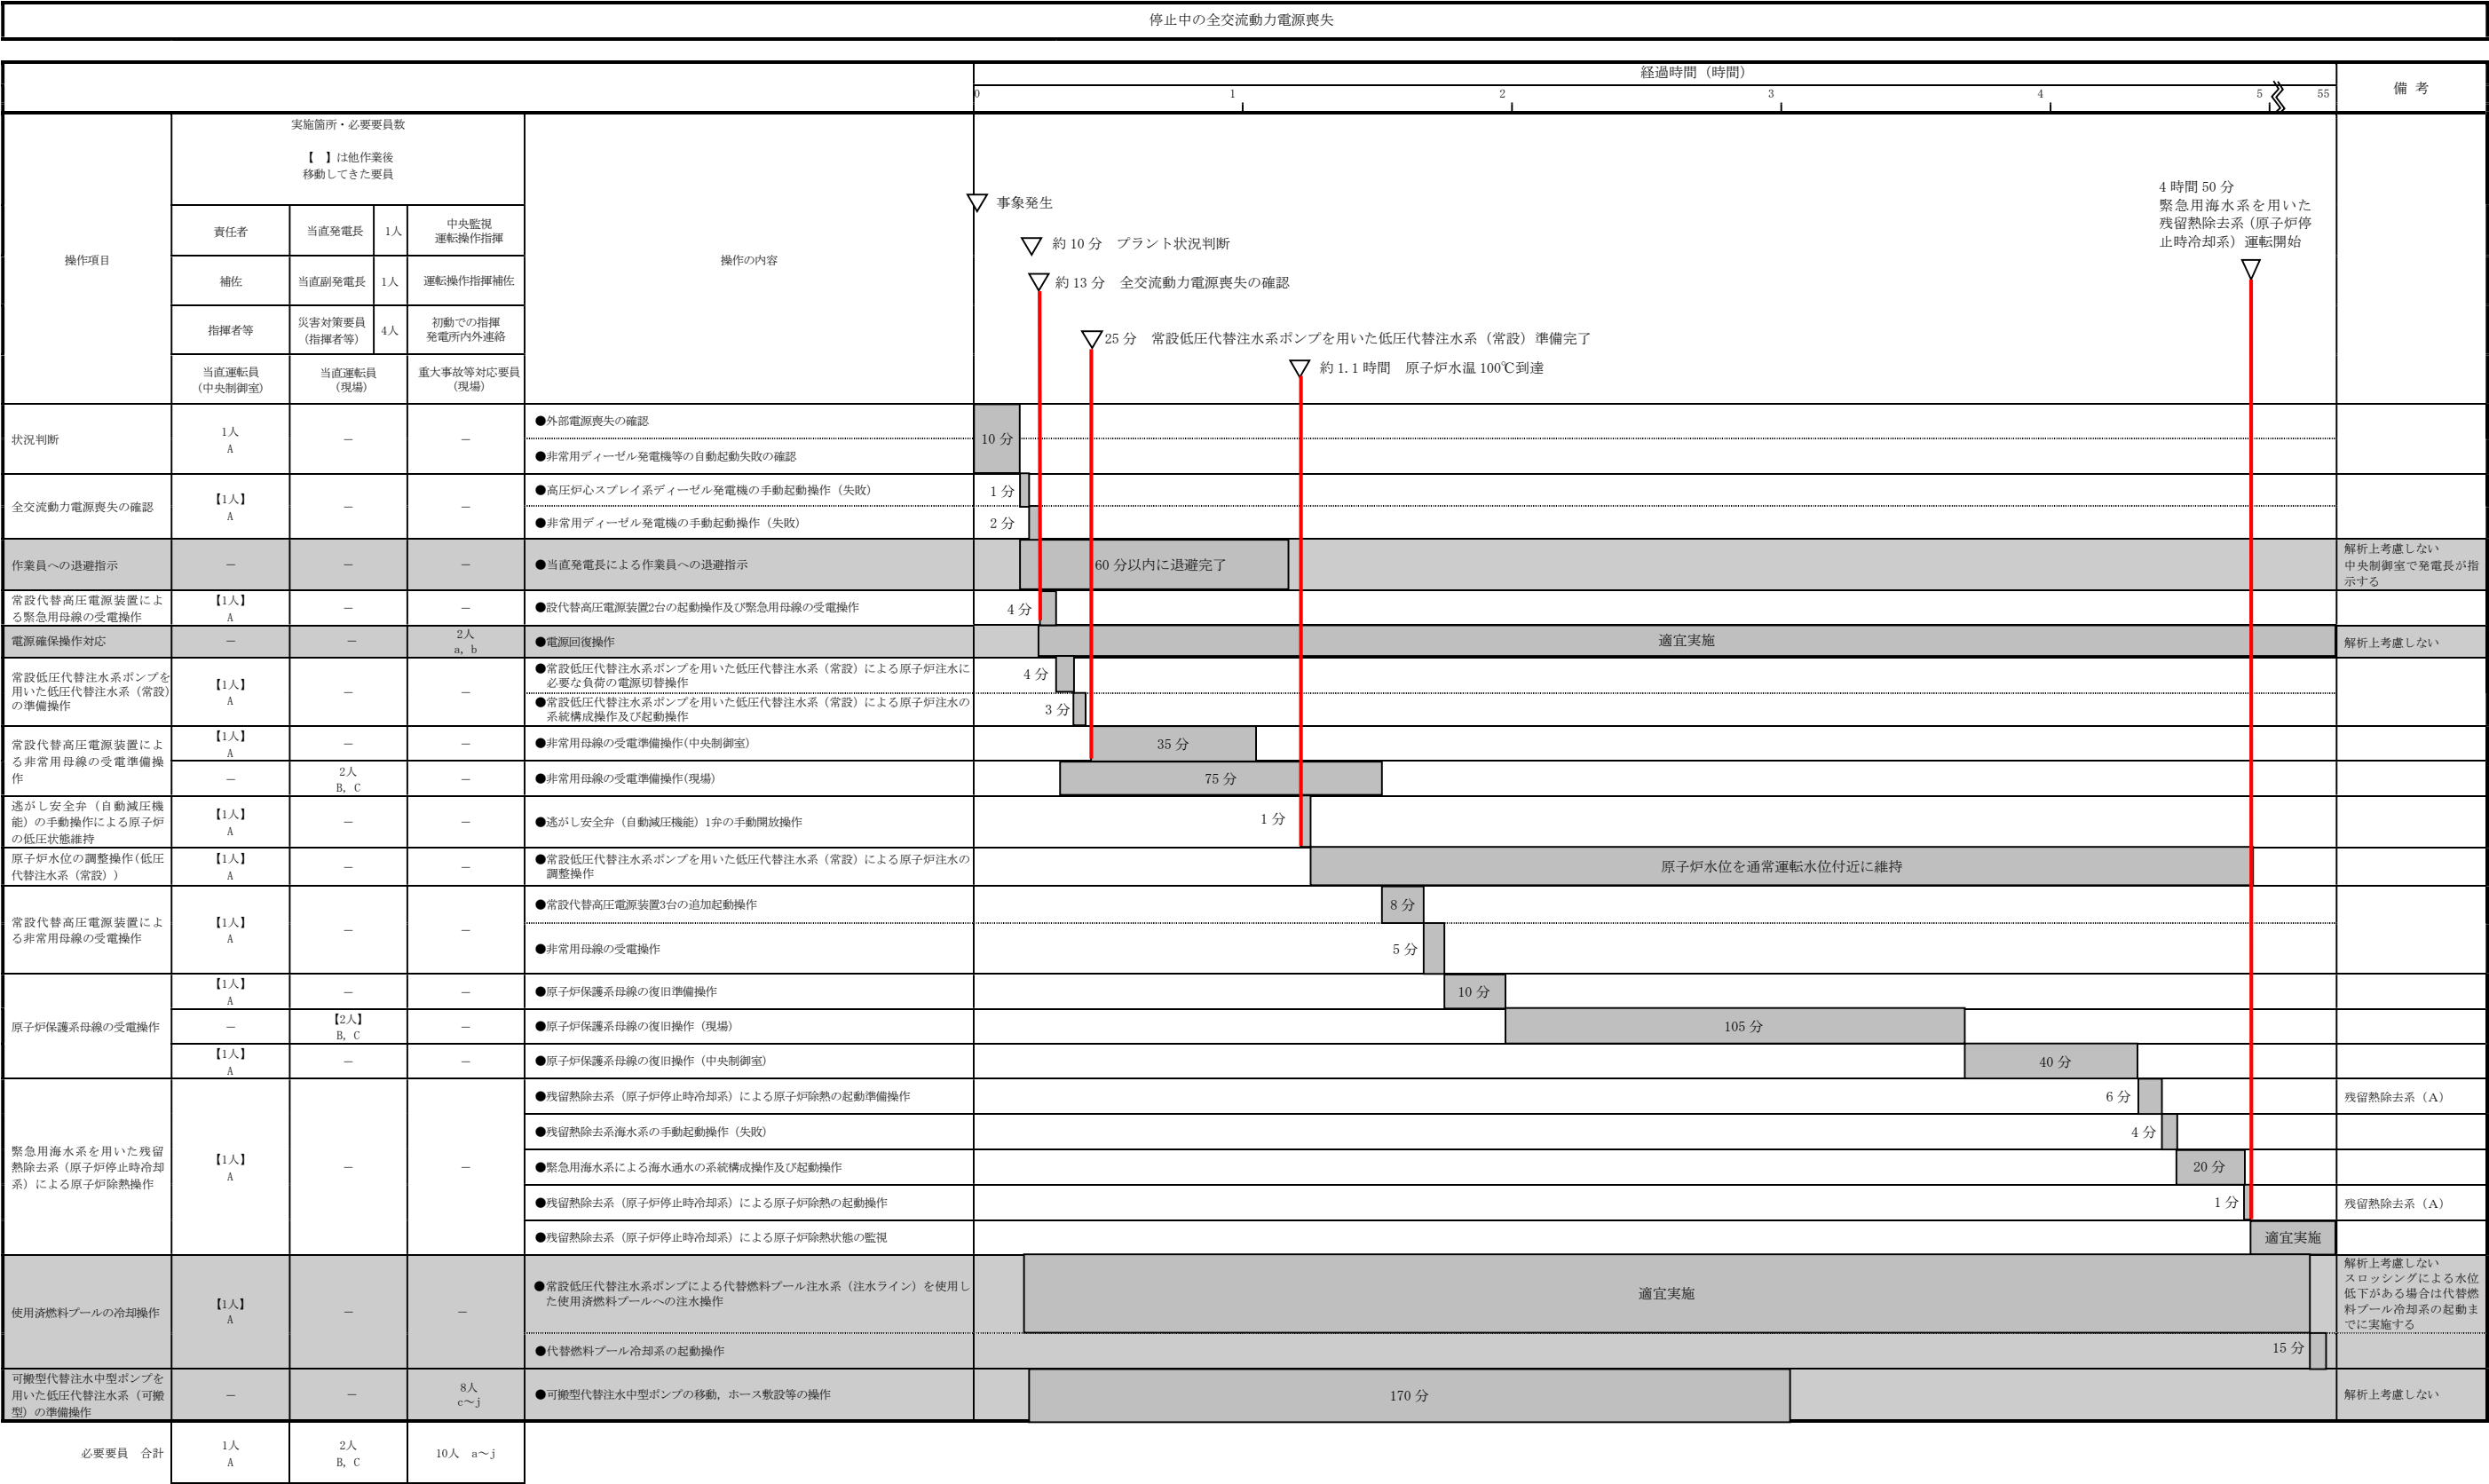 停止中の全交流動力電源喪失
経過時間（時間）
備 考
0 1 2 3 4 5 55
実施箇所・必要要員数
【　】は他作業後
移動してきた要員
操作項目
操作の内容
責任者
当直発電長
1人
中央監視
運転操作指揮
補佐
当直副発電長
1人
運転操作指揮補佐
指揮者等
災害対策要員
（指揮者等）
4人
初動での指揮
発電所内外連絡
当直運転員
（中央制御室）
当直運転員
（現場）
重大事故等対応要員
（現場）
事象発生
約 10 分　プラント状況判断
約 13 分　全交流動力電源喪失の確認
25 分　常設低圧代替注水系ポンプを用いた低圧代替注水系（常設）準備完了
約 1.1 時間　原子炉水温 100℃到達
4 時間 50 分
緊急用海水系を用いた
残留熱除去系（原子炉停
止時冷却系）運転開始
状況判断
1人
A
－
－
●外部電源喪失の確認
●非常用ディーゼル発電機等の自動起動失敗の確認
10 分
全交流動力電源喪失の確認
【1人】
A
－
－
●高圧炉心スプレイ系ディーゼル発電機の手動起動操作（失敗）
1 分
●非常用ディーゼル発電機の手動起動操作（失敗）
2 分
作業員への退避指示
－
－
－
●当直発電長による作業員への退避指示
60 分以内に退避完了
解析上考慮しない
中央制御室で発電長が指
示する
常設代替高圧電源装置によ
る緊急用母線の受電操作
【1人】
A
－
－
●設代替高圧電源装置2台の起動操作及び緊急用母線の受電操作
4 分
電源確保操作対応
－
－
2人
a, b
●電源回復操作
適宜実施
解析上考慮しない
常設低圧代替注水系ポンプを
用いた低圧代替注水系（常設）
の準備操作
【1人】
A
－
－
●常設低圧代替注水系ポンプを用いた低圧代替注水系（常設）による原子炉注水に
必要な負荷の電源切替操作
4 分
●常設低圧代替注水系ポンプを用いた低圧代替注水系（常設）による原子炉注水の
系統構成操作及び起動操作
3 分
常設代替高圧電源装置によ
る非常用母線の受電準備操
作
【1人】
A
－
－
●非常用母線の受電準備操作(中央制御室)
35 分
－
2人
B, C
－
●非常用母線の受電準備操作(現場)
75 分
逃がし安全弁（自動減圧機
能）の手動操作による原子炉
の低圧状態維持
【1人】
A
－
－
●逃がし安全弁（自動減圧機能）1弁の手動開放操作
1 分
原子炉水位の調整操作(低圧
代替注水系（常設）)
【1人】
A
－
－
●常設低圧代替注水系ポンプを用いた低圧代替注水系（常設）による原子炉注水の
調整操作
原子炉水位を通常運転水位付近に維持
常設代替高圧電源装置によ
る非常用母線の受電操作
【1人】
A
－
－
●常設代替高圧電源装置3台の追加起動操作
8 分
●非常用母線の受電操作
5 分
原子炉保護系母線の受電操作
【1人】
A
－
－
●原子炉保護系母線の復旧準備操作
10 分
－
【2人】
B, C
－
●原子炉保護系母線の復旧操作（現場）
105 分
【1人】
A
－
－
●原子炉保護系母線の復旧操作（中央制御室）
40 分
緊急用海水系を用いた残留
熱除去系（原子炉停止時冷却
系）による原子炉除熱操作
【1人】
A
－
－
●残留熱除去系（原子炉停止時冷却系）による原子炉除熱の起動準備操作
6 分
残留熱除去系（A）
●残留熱除去系海水系の手動起動操作（失敗）
4 分
●緊急用海水系による海水通水の系統構成操作及び起動操作
20 分
●残留熱除去系（原子炉停止時冷却系）による原子炉除熱の起動操作
1 分
残留熱除去系（A）
●残留熱除去系（原子炉停止時冷却系）による原子炉除熱状態の監視
適宜実施
使用済燃料プールの冷却操作
【1人】
A
－
－
●常設低圧代替注水系ポンプによる代替燃料プール注水系（注水ライン）を使用し
た使用済燃料プールへの注水操作
適宜実施
解析上考慮しない
スロッシングによる水位
低下がある場合は代替燃
料プール冷却系の起動ま
でに実施する
●代替燃料プール冷却系の起動操作
15 分
可搬型代替注水中型ポンプを
用いた低圧代替注水系（可搬
型）の準備操作
－
－
8人
c～j
●可搬型代替注水中型ポンプの移動，ホース敷設等の操作
170 分
解析上考慮しない
必要要員　合計
1人
A
2人
B, C
10人　a～j